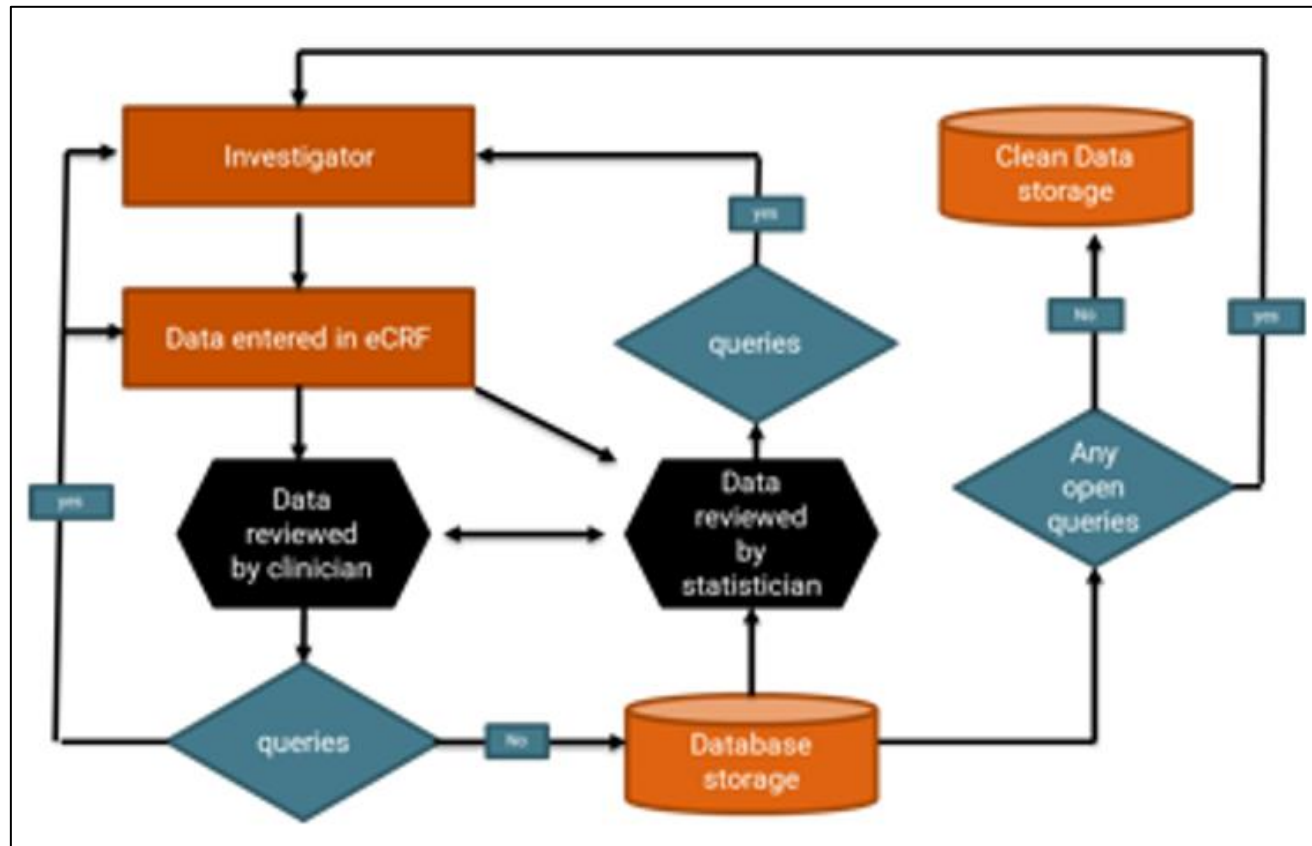 Investigator
Clean Data
storage
yes
Data entered in eCRF
queries
No
yes
Any
open
queries
Data
reviewed
by clinician
Data
reviewed
by
statistician
yes
queries
No
Database
storage